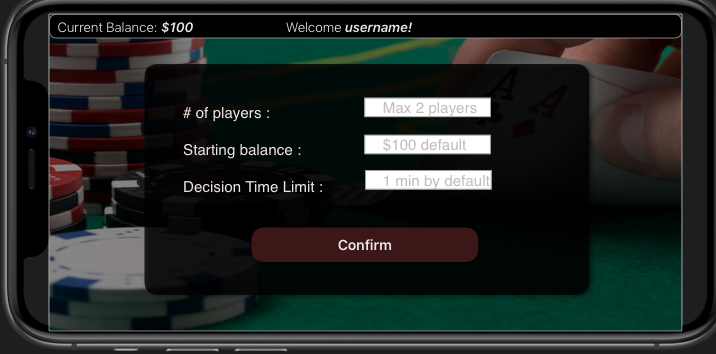 Current Balance: $100
Welcome username!
# of players :
Max 2 players
Starting balance :
$100 default
Decision Time Limit :
1 min by default
Confirm
A
A